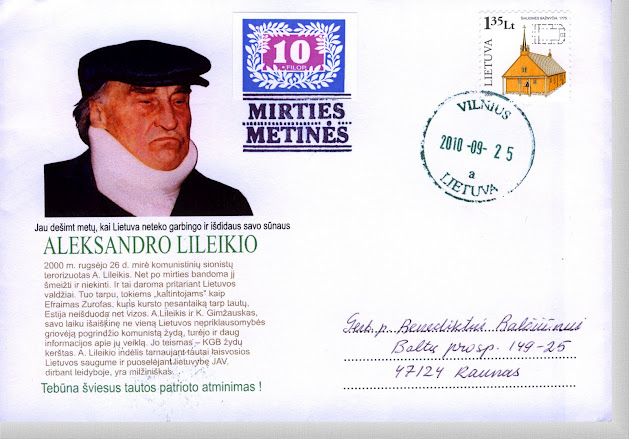 10
FILOR
MIRTIES
METINĖS
1,35Lt
LIETUVA
VILNIUS
2010-09-25
a
LIETUVA
Jau dešimt metų, kai Lietuva neteko garbingo ir išdidaus savo sūnaus
ALEKSANDRO LILEIKIO
2000 m. rugsėjo 26 d. mirė komunistinių sionistų
terorizuotas A. Lileikis. Net po mirties bandoma jį
šmeižti ir niekinti. Ir tai daroma pritariant Lietuvos
valdžiai. Tuo tarpu, tokiems „kaltintojams" kaip
Efraimas Zurofas, kuris kursto nesantaiką tarp tautų,
Estija neišduoda net vizos. A.Lileikis ir K. Gimžauskas,
savo laiku išaiškinę ne vieną Lietuvos nepriklausomybės
griovėją pogrindžio komunistą žydą, turėjo ir daug
informacijos apie jų veiklą. Jo teismas – KGB žydų
kerštas. A. Lileikio indėlis tarnaujant tautai laisvosios
Lietuvos saugume ir puoselėjant lietuvybę JAV,
dirbant leidyboje, yra milžiniškas.
Tebūna šviesus tautos patrioto atminimas !
Gerb. p. Benediktui Balčiūnui
Baltų prosp. 149-25
47124 Kaunas